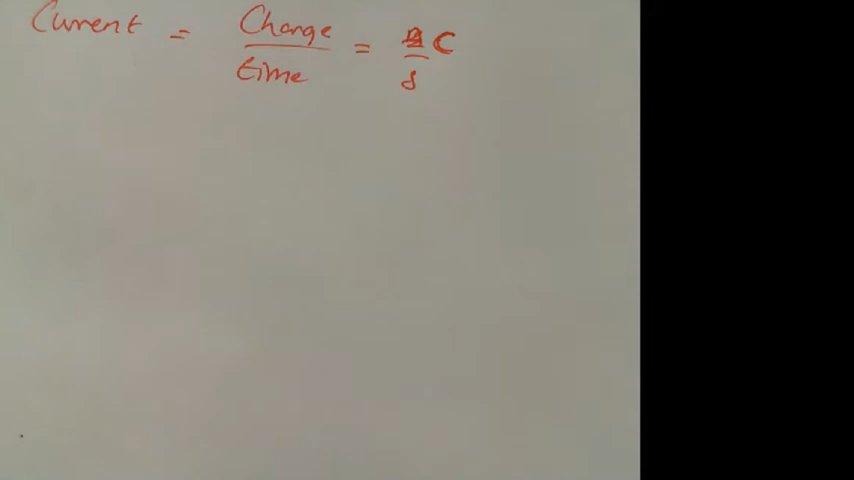 Current = Charge / time = C / s